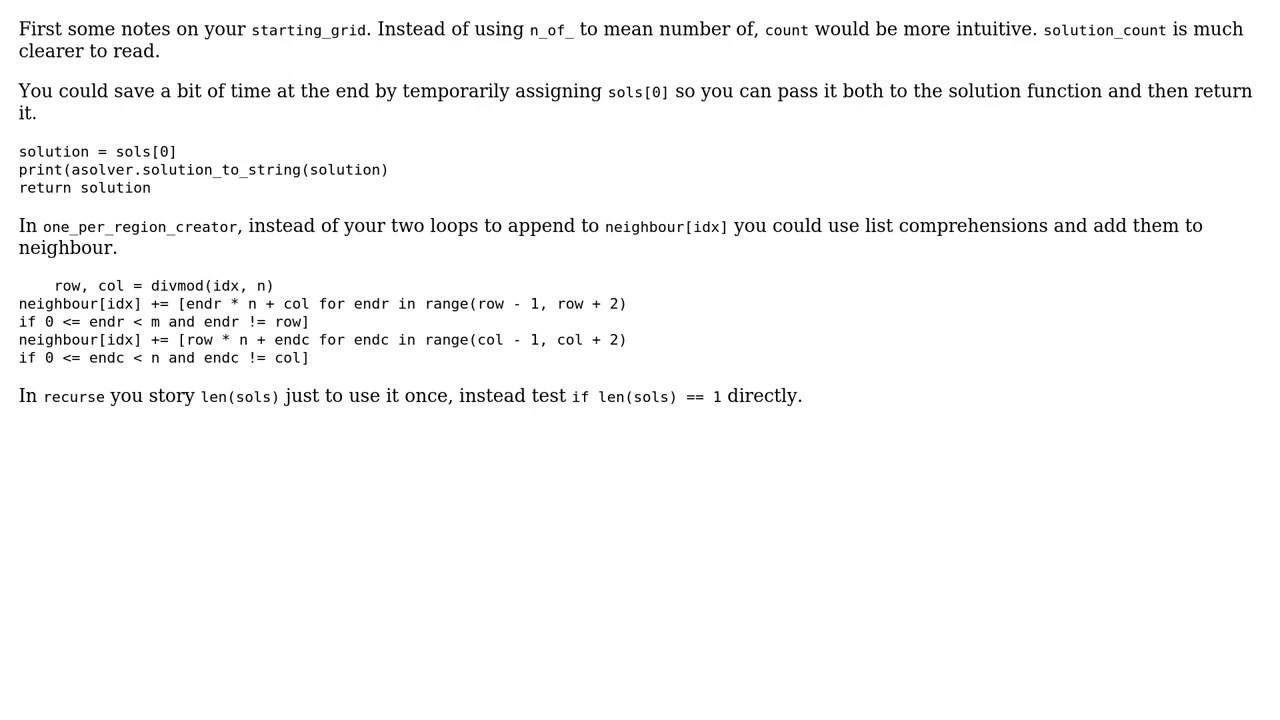 First some notes on your starting_grid. Instead of using n_of_ to mean number of, count would be more intuitive. solution_count is much
clearer to read.
You could save a bit of time at the end by temporarily assigning sols[0] so you can pass it both to the solution function and then return
it.
solution = sols[0]
print(asolver.solution_to_string(solution)
return solution
In one_per_region_creator, instead of your two loops to append to neighbour[idx] you could use list comprehensions and add them to
neighbour.
    row, col = divmod(idx, n)
neighbour[idx] += [endr * n + col for endr in range(row - 1, row + 2)
if 0 <= endr < m and endr != row]
neighbour[idx] += [row * n + endc for endc in range(col - 1, col + 2)
if 0 <= endc < n and endc != col]
In recurse you story len(sols) just to use it once, instead test if len(sols) == 1 directly.